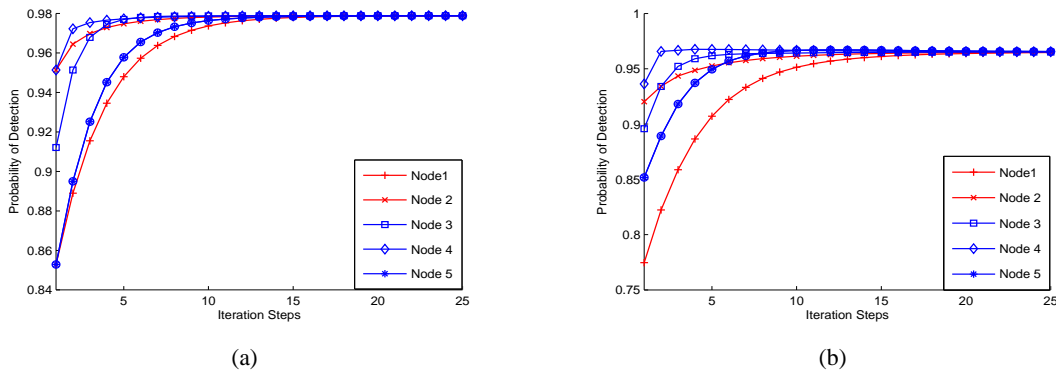 0.98
0.96
0.94
0.92
0.9
0.88
0.86
0.84
Probability of Detection
5 10 15 20 25
Iteration Steps
Node1
Node 2
Node 3
Node 4
Node 5
(a)
1
0.95
0.9
0.85
0.8
0.75
Probability of Detection
5 10 15 20 25
Iteration Steps
Node1
Node 2
Node 3
Node 4
Node 5
(b)